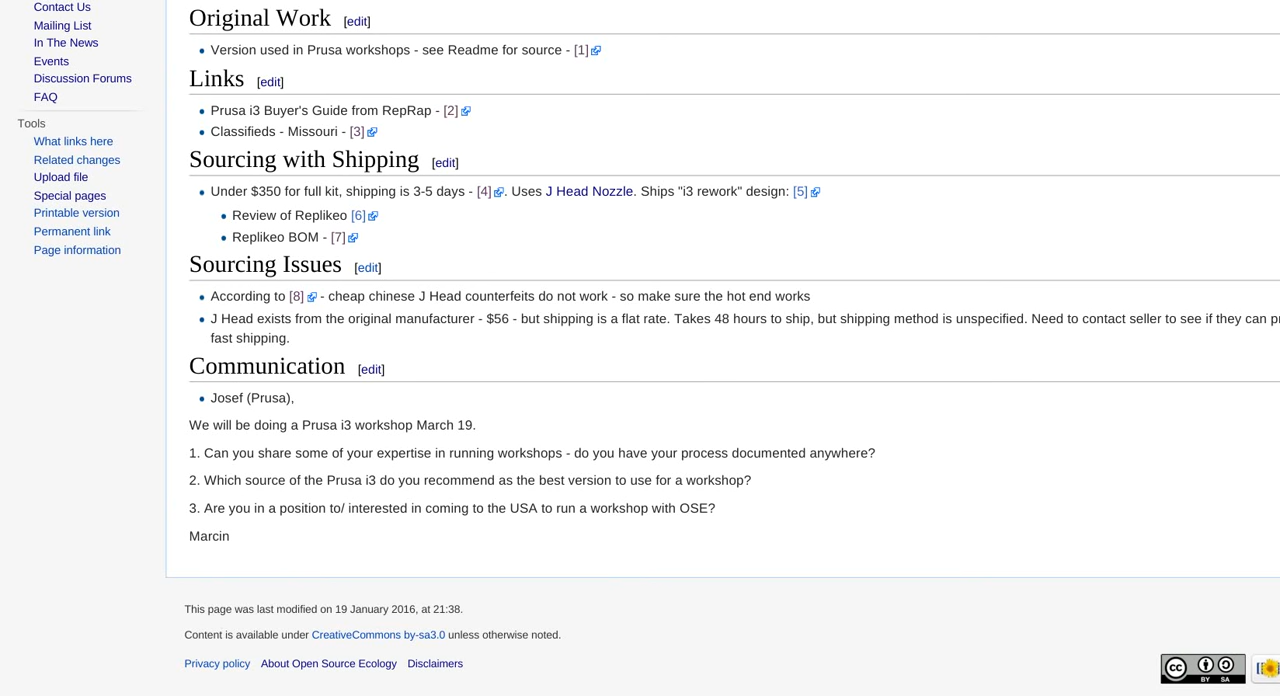 Contact Us
Mailing List
In The News
Events
Discussion Forums
FAQ
Tools
What links here
Related changes
Upload file
Special pages
Printable version
Permanent link
Page information
Original Work [edit]
Version used in Prusa workshops - see Readme for source - [1]
Links [edit]
Prusa i3 Buyer's Guide from RepRap - [2]
Classifieds - Missouri - [3]
Sourcing with Shipping [edit]
Under $350 for full kit, shipping is 3-5 days - [4]. Uses J Head Nozzle. Ships "i3 rework" design: [5]
Review of Replikeo [6]
Replikeo BOM - [7]
Sourcing Issues [edit]
According to [8] - cheap chinese J Head counterfeits do not work - so make sure the hot end works
J Head exists from the original manufacturer - $56 - but shipping is a flat rate. Takes 48 hours to ship, but shipping method is unspecified. Need to contact seller to see if they can
fast shipping.
Communication [edit]
Josef (Prusa),
We will be doing a Prusa i3 workshop March 19.
1. Can you share some of your expertise in running workshops - do you have your process documented anywhere?
2. Which source of the Prusa i3 do you recommend as the best version to use for a workshop?
3. Are you in a position to/ interested in coming to the USA to run a workshop with OSE?
Marcin
This page was last modified on 19 January 2016, at 21:38.
Content is available under CreativeCommons by-sa3.0 unless otherwise noted.
Privacy policy About Open Source Ecology Disclaimers
cc BY SA